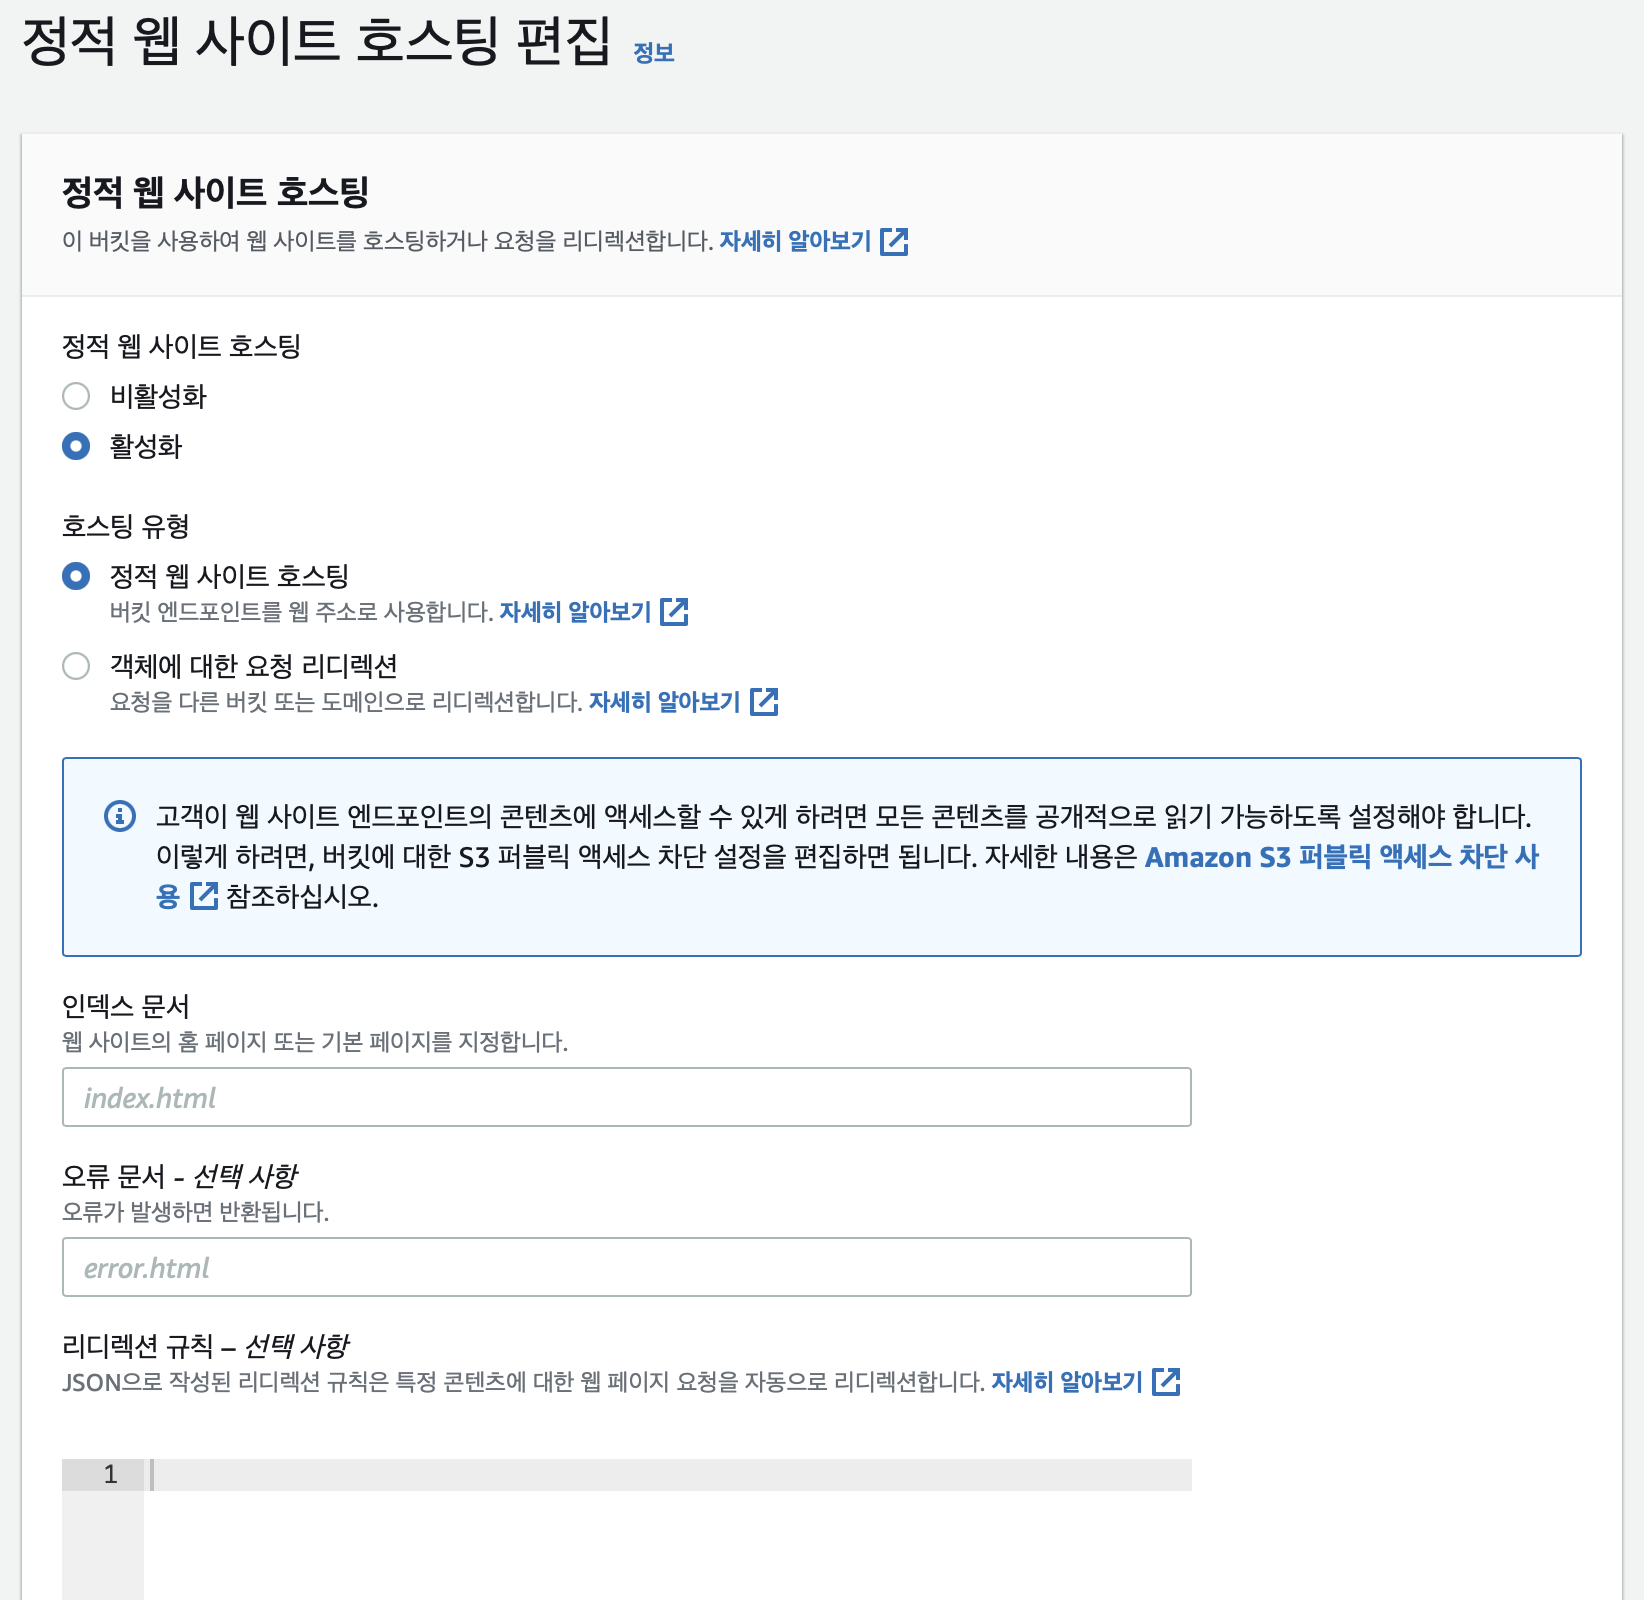 정적 웹 사이트 호스팅 편집 정보
정적 웹 사이트 호스팅
이 버킷을 사용하여 웹 사이트를 호스팅하거나 요청을 리디렉션합니다. 자세히 알아보기
정적 웹 사이트 호스팅
비활성화
활성화
호스팅 유형
정적 웹 사이트 호스팅
버킷 엔드포인트를 웹 주소로 사용합니다. 자세히 알아보기
객체에 대한 요청 리디렉션
요청을 다른 버킷 또는 도메인으로 리디렉션합니다. 자세히 알아보기
고객이 웹 사이트 엔드포인트의 콘텐츠에 액세스할 수 있게 하려면 모든 콘텐츠를 공개적으로 읽기 가능하도록 설정해야 합니다.
이렇게 하려면, 버킷에 대한 S3 퍼블릭 액세스 차단 설정을 편집하면 됩니다. 자세한 내용은 Amazon S3 퍼블릭 액세스 차단 사
용 참조하십시오.
인덱스 문서
웹 사이트의 홈 페이지 또는 기본 페이지를 지정합니다.
index.html
오류 문서 - 선택 사항
오류가 발생하면 반환됩니다.
error.html
리디렉션 규칙 – 선택 사항
JSON으로 작성된 리디렉션 규칙은 특정 콘텐츠에 대한 웹 페이지 요청을 자동으로 리디렉션합니다. 자세히 알아보기
1